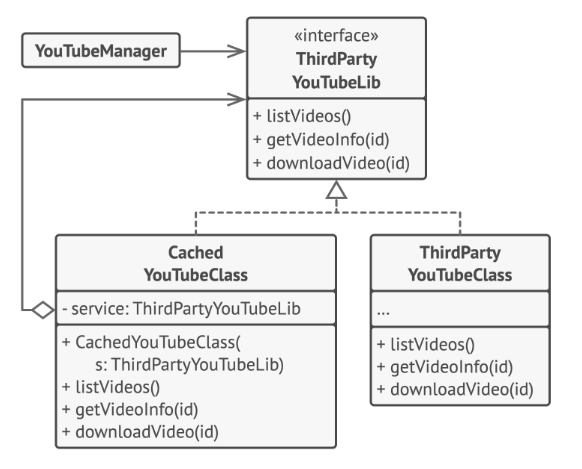 YouTubeManager
«interface»
ThirdParty
YouTubeLib
+ listVideos()
+ getVideoInfo(id)
+ downloadVideo(id)
Cached
YouTubeClass
- service: ThirdPartyYouTubeLib
+ CachedYouTubeClass(
s: ThirdPartyYouTubeLib)
+ listVideos()
+ getVideoInfo(id)
+ downloadVideo(id)
ThirdParty
YouTubeClass
...
+ listVideos()
+ getVideoInfo(id)
+ downloadVideo(id)